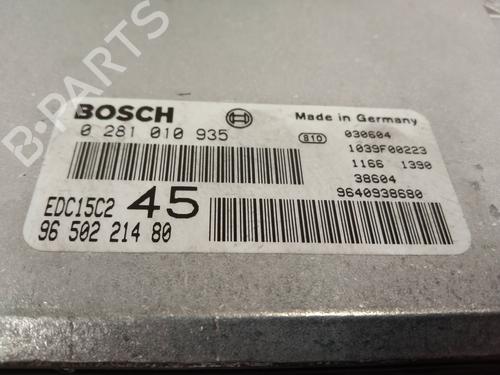 BOSCH
Made in Germany
0 281 010 935
810
030604
1039F00223
1166 1390
38604
9640938680
EDC15C2 45
96 502 214 80
B-PARTS